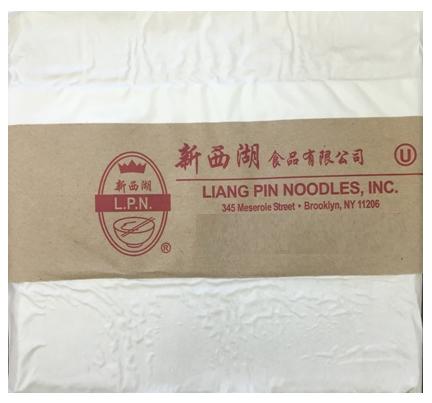 新西湖
L.P.N.
®
新西湖 食品有限公司 U
LIANG PIN NOODLES, INC.
345 Meserole Street • Brooklyn, NY 11206